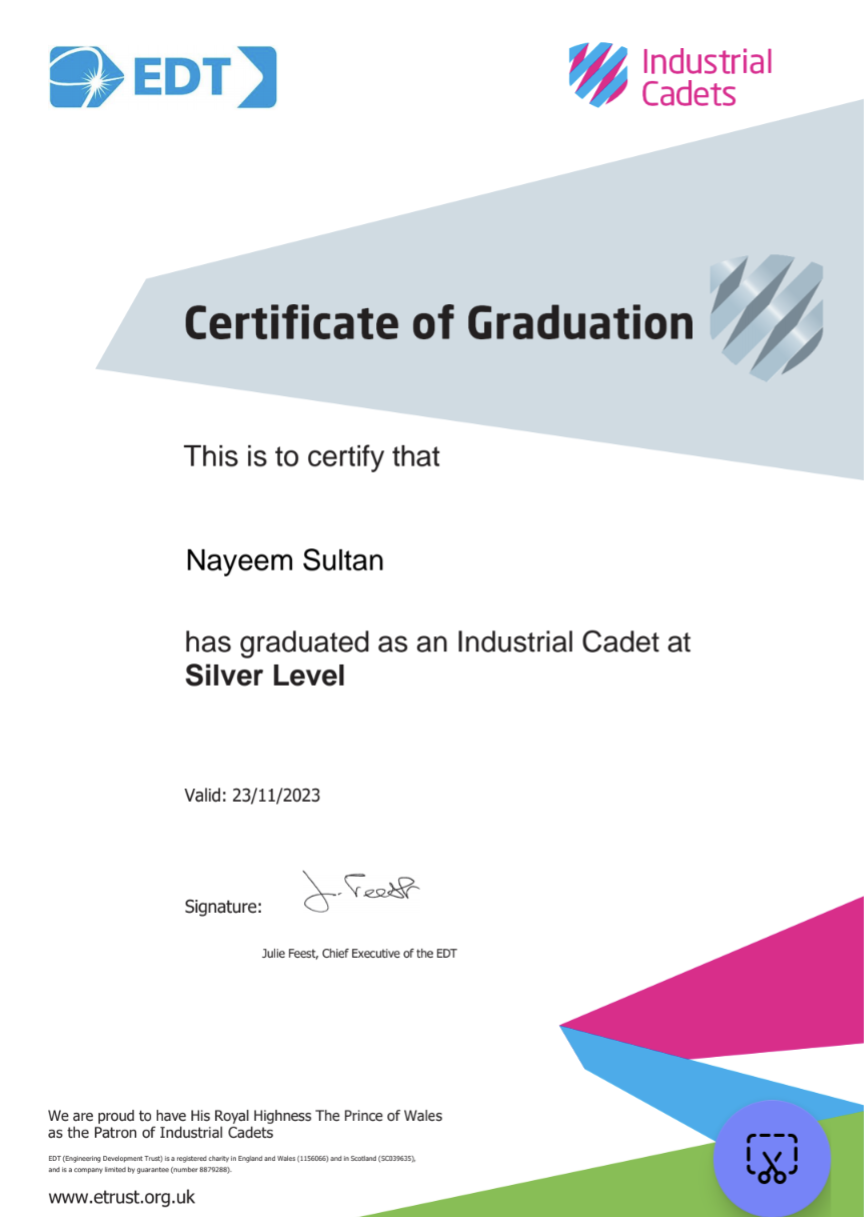 EDT
Industrial
Cadets
Certificate of Graduation
This is to certify that
Nayeem Sultan
has graduated as an Industrial Cadet at
Silver Level
Valid: 23/11/2023
J. Feest
Signature:
Julie Feest, Chief Executive of the EDT
We are proud to have His Royal Highness The Prince of Wales
as the Patron of Industrial Cadets
EDT (Engineering Development Trust) is a registered charity in England and Wales (1156066) and in Scotland (SC039635),
and is a company limited by guarantee (number 8879288).
www.etrust.org.uk